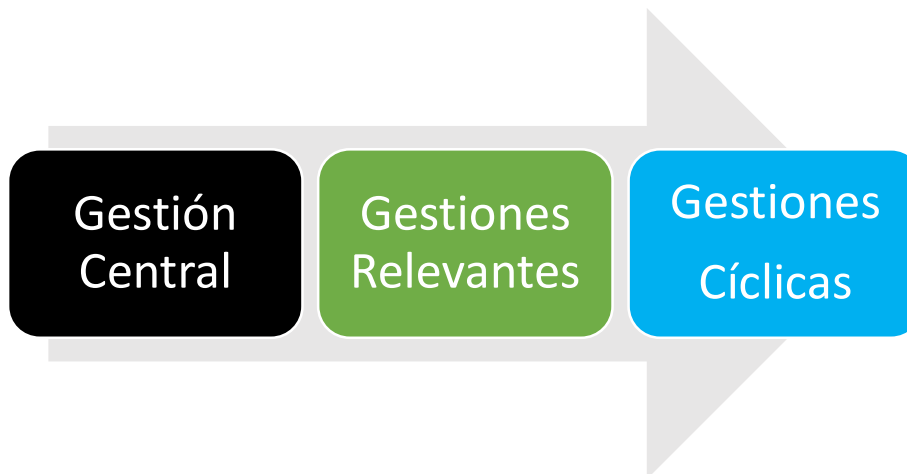 Gestión
Central
Gestiones
Relevantes
Gestiones
Cíclicas